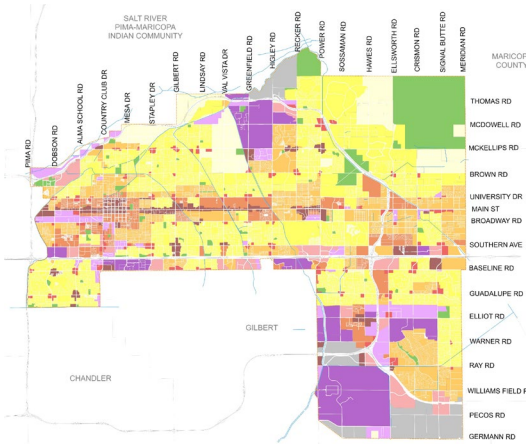 SALT RIVER
PIMA-MARICOPA
INDIAN COMMUNITY
PIMA RD
DOBSON RD
ALMA SCHOOL RD
COUNTRY CLUB DR
MESA DR
STAPLEY DR
GILBERT RD
LINDSAY RD
VAL VISTA DR
GREENFIELD RD
HIGLEY RD
RECKER RD
POWER RD
SOSSAMAN RD
HAWES RD
ELLSWORTH RD
CRISMON RD
SIGNAL BUTTE RD
MERIDIAN RD
MARICOP
COUNTY
THOMAS RD
MCDOWELL RD
MCKELLIPS RD
BROWN RD
UNIVERSITY DR
MAIN ST
BROADWAY RD
SOUTHERN AVE
BASELINE RD
GUADALUPE RD
ELLIOT RD
WARNER RD
RAY RD
WILLIAMS FIELD R
PECOS RD
GERMANN RD
GILBERT
CHANDLER